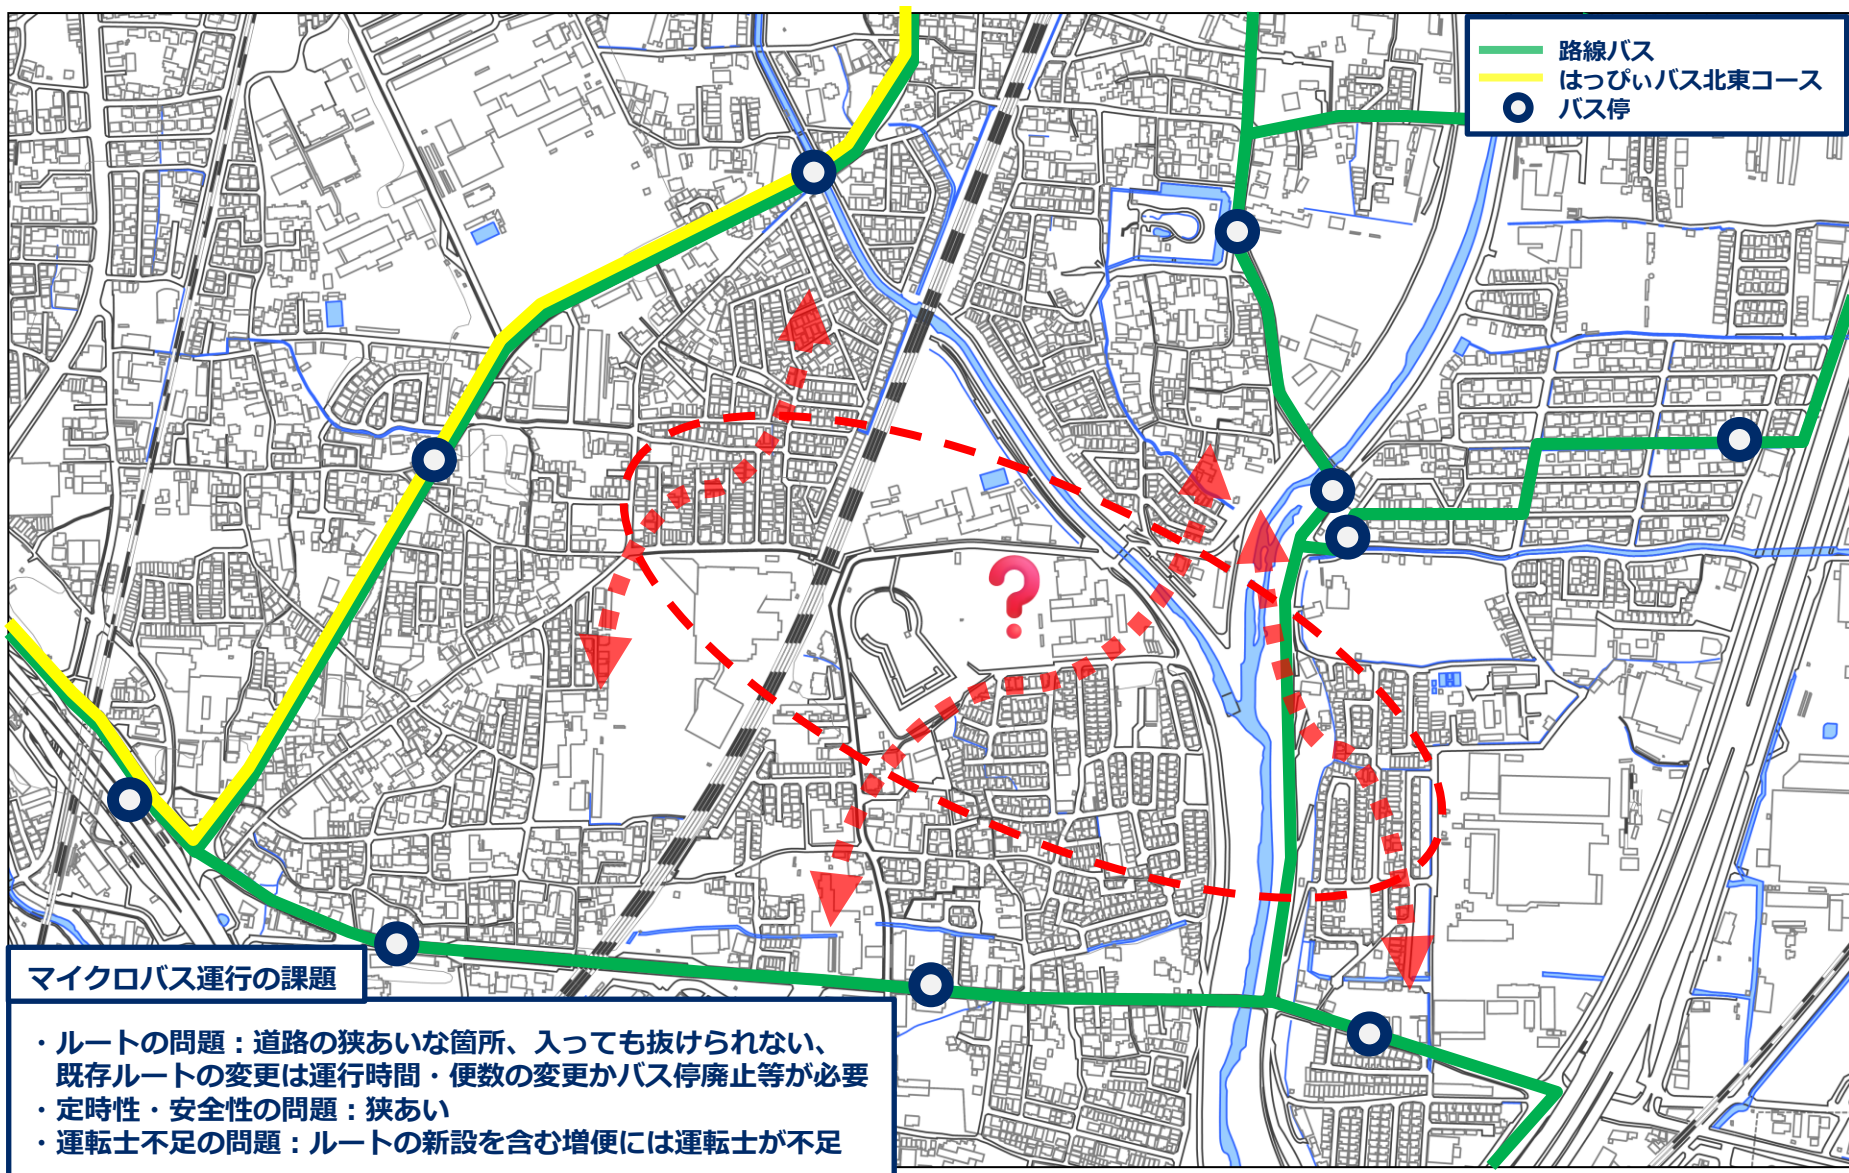 路線バス
はっぴぃバス北東コース
バス停
?
マイクロバス運行の課題
・ルートの問題：道路の狭あいな箇所、入っても抜けられない、
既存ルートの変更は運行時間・便数の変更かバス停廃止等が必要
・定時性・安全性の問題：狭あい
・運転士不足の問題：ルートの新設を含む増便には運転士が不足